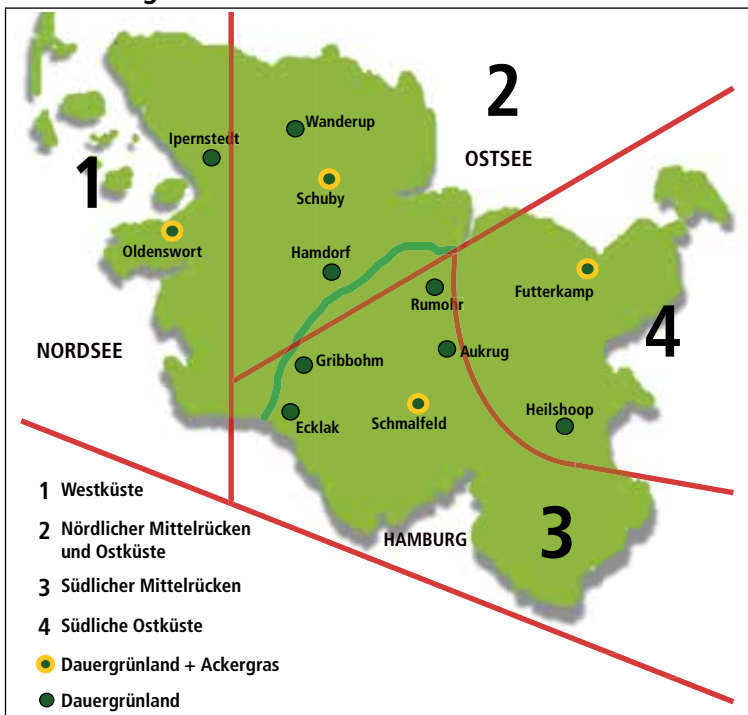 2
OSTSEE
Wanderup
Ipernstedt
1
Schuby
Oldenswort
Hamdorf
Futterkamp
Rumohr
4
NORDSEE
Aukrug
Gribbohm
Schmalfeld
Heilshoop
Ecklak
HAMBURG
3
1 Westküste
2 Nördlicher Mittelrücken
und Ostküste
3 Südlicher Mittelrücken
4 Südliche Ostküste
Dauergrünland + Ackergras
Dauergrünland